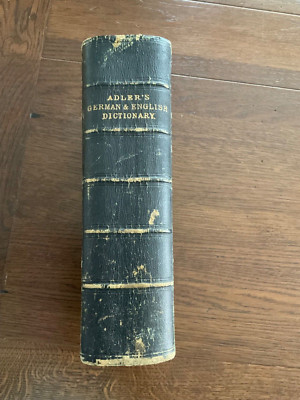 ADLER'S
GERMAN & ENGLISH
DICTIONARY.